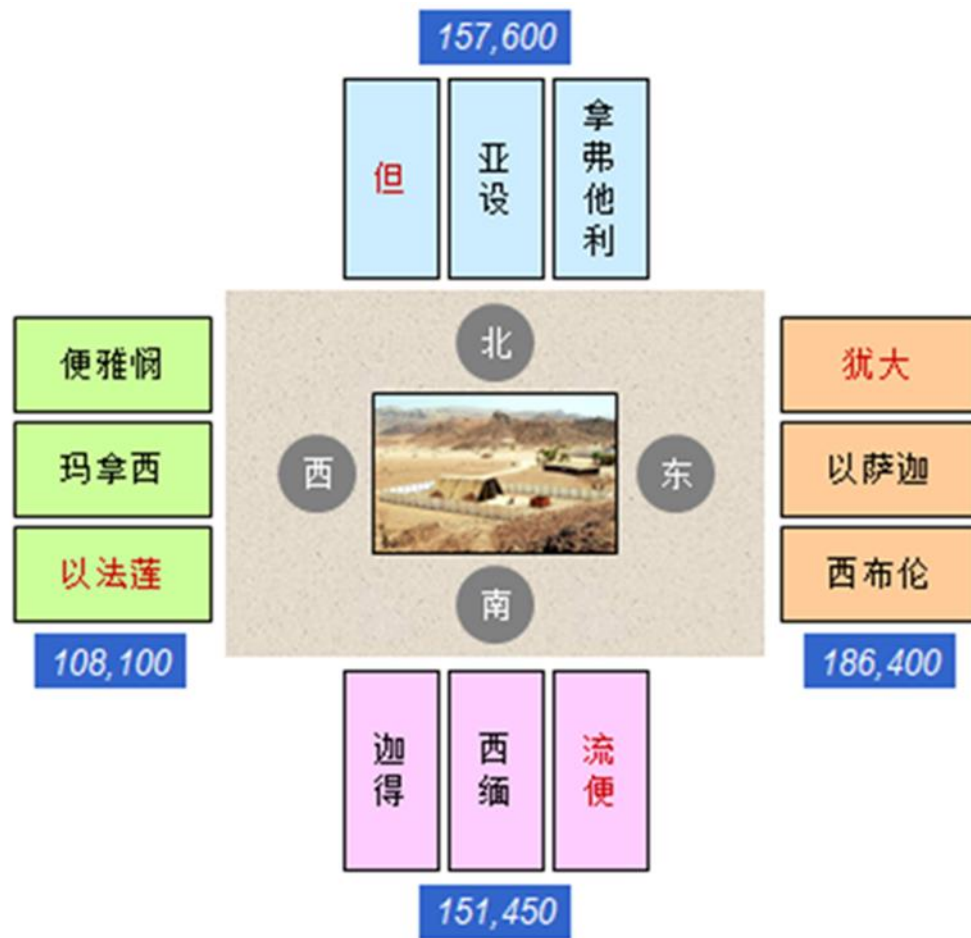 157,600
但
亚设
拿弗他利
北
便雅悯
玛拿西
以法莲
108,100
西
东
犹大
以萨迦
西布伦
186,400
南
迦得
西缅
流便
151,450